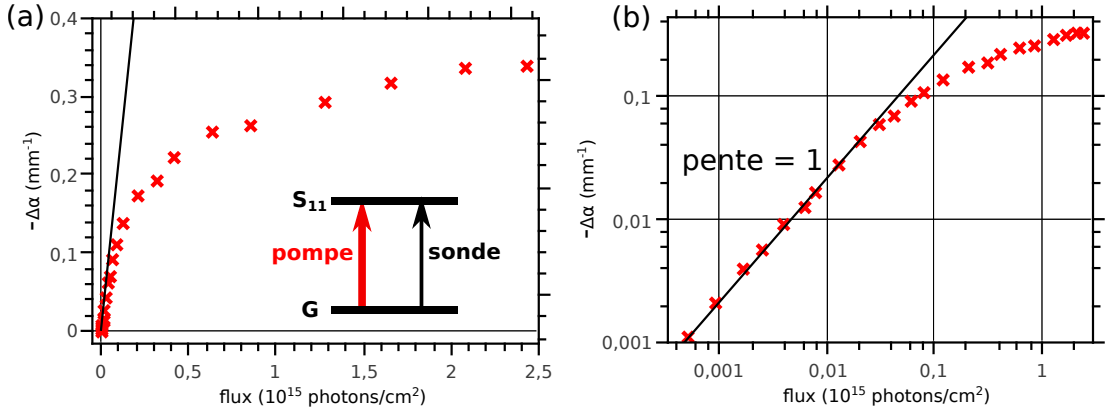 (a)
0,4
0,3
0,2
0,1
0
-Δα (mm⁻¹)
S₁₁
pompe
sonde
G
0 0,5 1 1,5 2 2,5
flux (10¹⁵ photons/cm²)
(b)
0,1
0,01
0,001
-Δα (mm⁻¹)
pente = 1
0,001 0,01 0,1 1
flux (10¹⁵ photons/cm²)